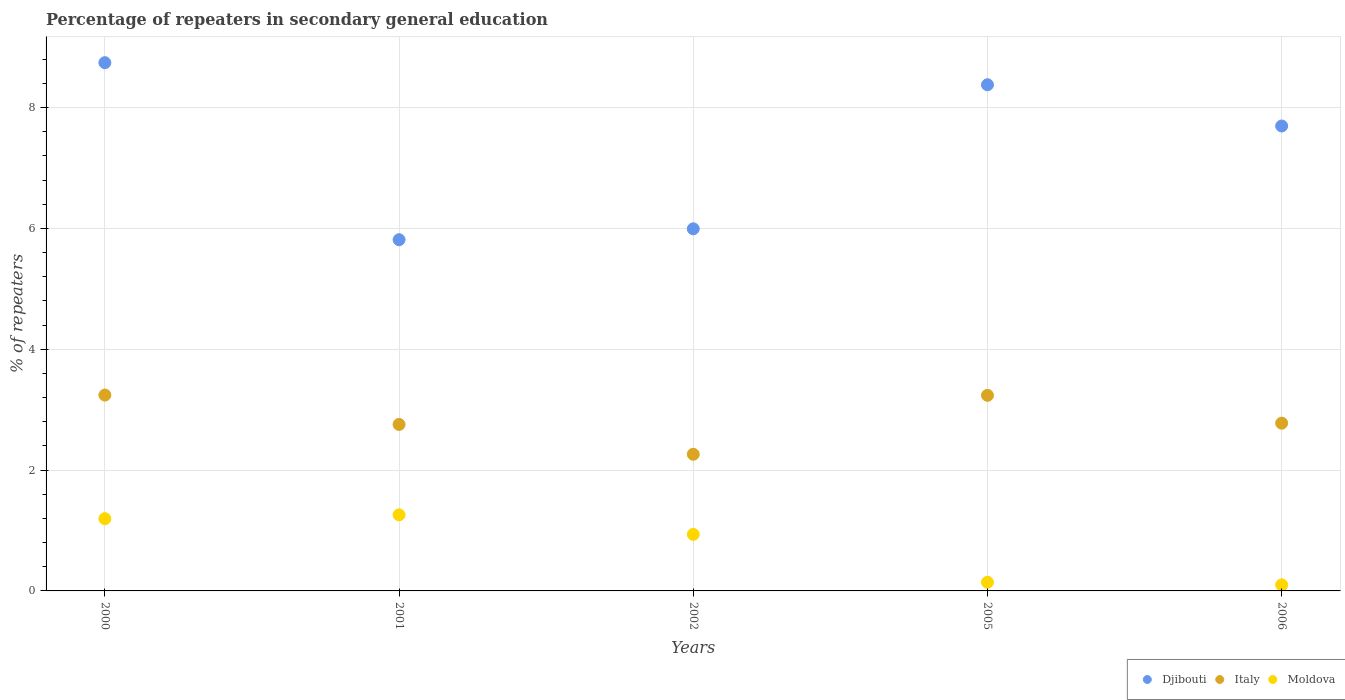 Percentage of repeaters in secondary general education
% of repeaters
8
6
4
2
0
2000
2001
2002
2005
2006
Years
Djibouti
Italy
Moldova